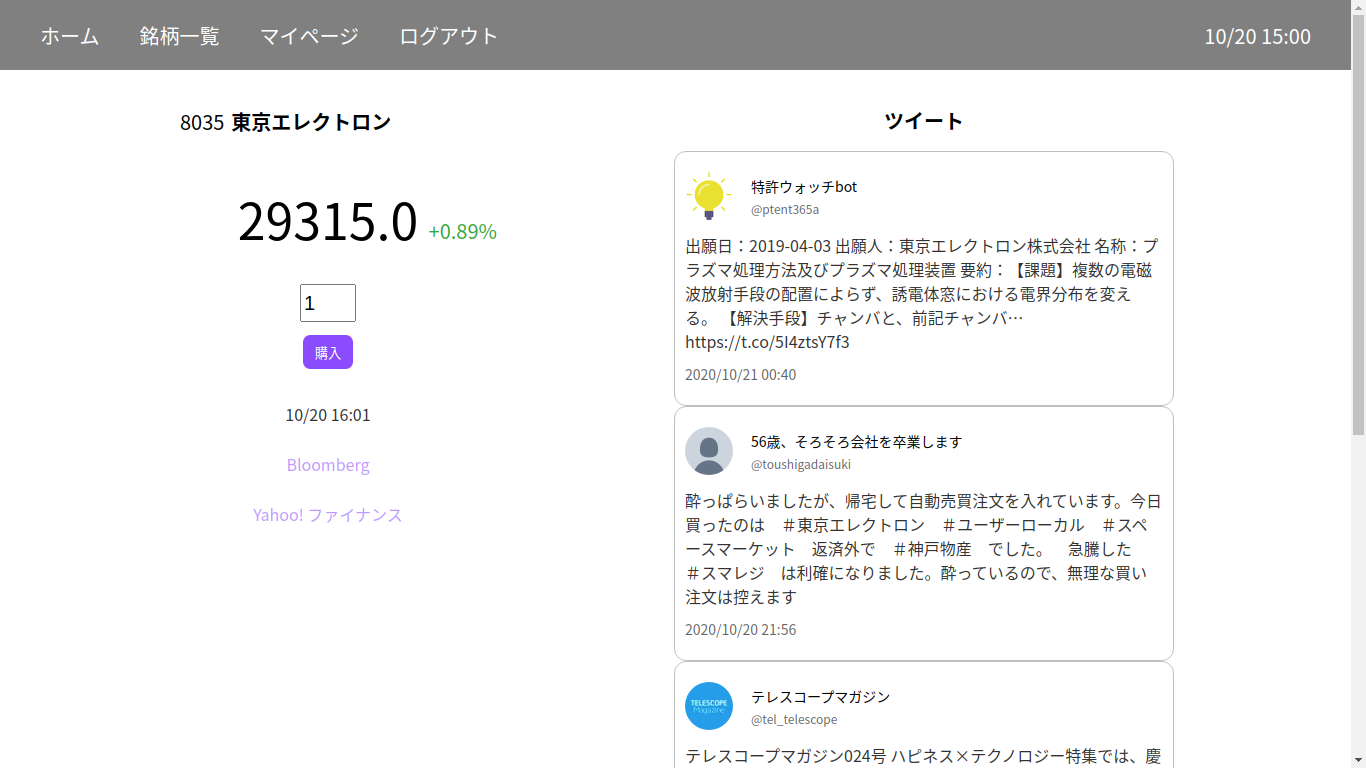 ホーム 銘柄一覧 マイページ ログアウト 10/20 15:00
8035 東京エレクトロン
29315.0 +0.89%
1
購入
10/20 16:01
Bloomberg
Yahoo! ファイナンス
ツイート
特許ウォッチbot
@ptent365a
出願日：2019-04-03 出願人：東京エレクトロン株式会社 名称：プ
ラズマ処理方法及びプラズマ処理装置 要約：【課題】複数の電磁
波放射手段の配置によらず、誘電体窓における電界分布を変え
る。 【解決手段】チャンバと、前記チャンバ…
https://t.co/5I4ztsY7f3
2020/10/21 00:40
56歳、そろそろ会社を卒業します
@toushigadaisuki
酔っぱらいましたが、帰宅して自動売買注文を入れています。今日
買ったのは　＃東京エレクトロン　＃ユーザーローカル　＃スペ
ースマーケット　返済外で　＃神戸物産　でした。　急騰した
＃スマレジ　は利確になりました。酔っているので、無理な買い
注文は控えます
2020/10/20 21:56
TELESCOPE
Magazine
テレスコープマガジン
@tel_telescope
テレスコープマガジン024号 ハピネス×テクノロジー特集では、慶